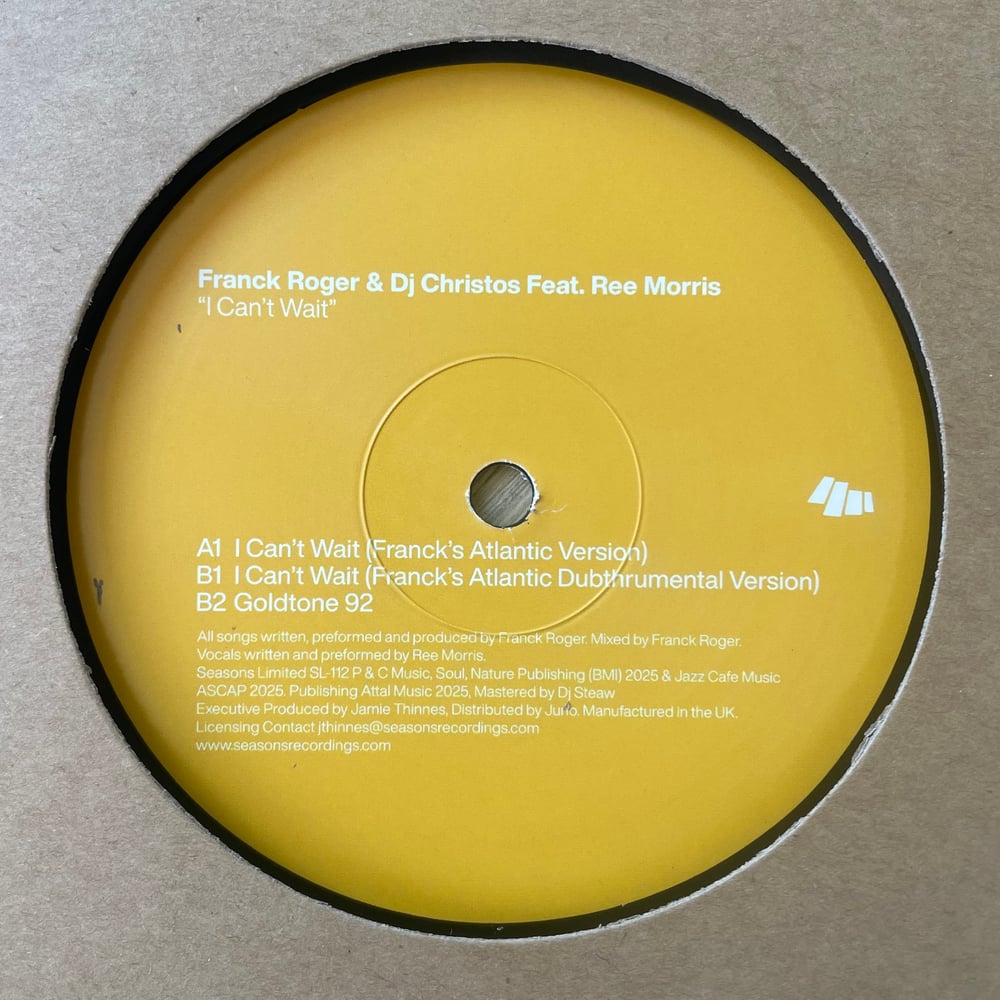 Franck Roger & Dj Christos Feat. Ree Morris
“I Can’t Wait”
A1 I Can’t Wait (Franck’s Atlantic Version)
B1 I Can’t Wait (Franck’s Atlantic Dubthrumental Version)
B2 Goldtone 92
All songs written, preformed and produced by Franck Roger. Mixed by Franck Roger.
Vocals written and preformed by Ree Morris.
Seasons Limited SL-112 P & C Music, Soul, Nature Publishing (BMI) 2025 & Jazz Cafe Music
ASCAP 2025. Publishing Attal Music 2025, Mastered by Dj Steaw
Executive Produced by Jamie Thinnes, Distributed by Juno. Manufactured in the UK.
Licensing Contact jthinnes@seasonsrecordings.com
www.seasonsrecordings.com